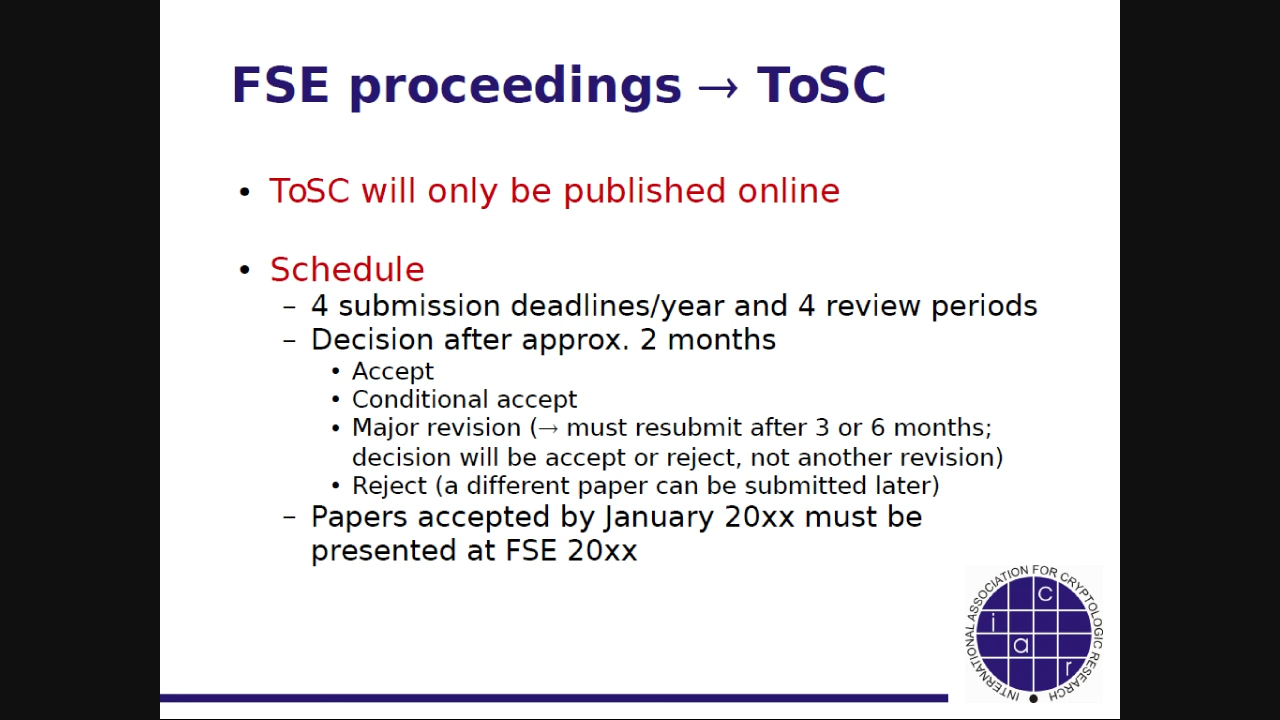 FSE proceedings → ToSC
• ToSC will only be published online
• Schedule
– 4 submission deadlines/year and 4 review periods
– Decision after approx. 2 months
• Accept
• Conditional accept
• Major revision (→ must resubmit after 3 or 6 months;
decision will be accept or reject, not another revision)
• Reject (a different paper can be submitted later)
– Papers accepted by January 20xx must be
presented at FSE 20xx
INTERNATIONAL ASSOCIATION FOR CRYPTOLOGIC RESEARCH
i a c r